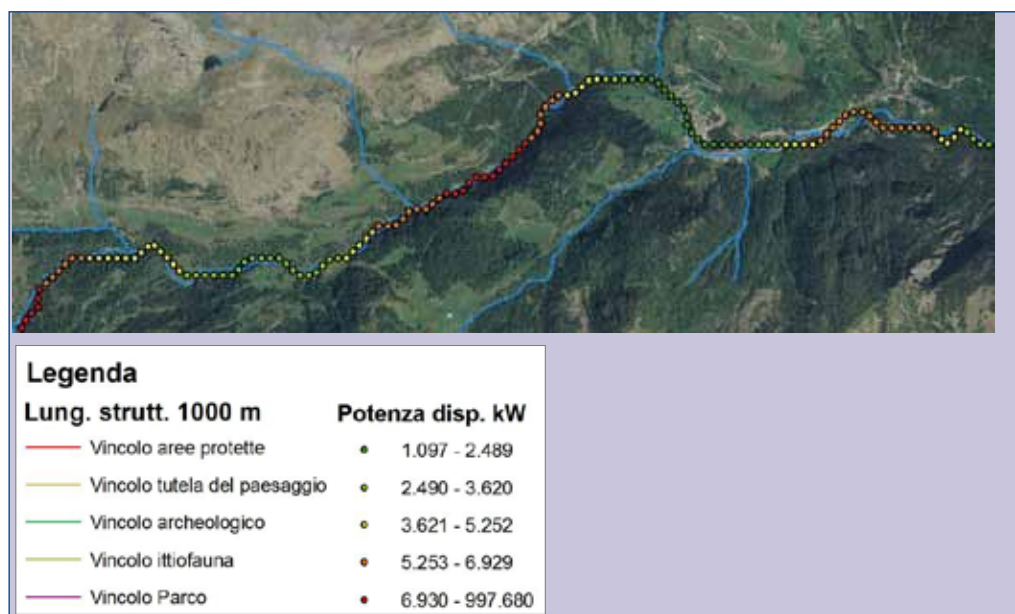 Legenda
Lung. strutt. 1000 m
Potenza disp. kW
Vincolo aree protette
1.097 - 2.489
Vincolo tutela del paesaggio
2.490 - 3.620
Vincolo archeologico
3.621 - 5.252
Vincolo ittiofauna
5.253 - 6.929
Vincolo Parco
6.930 - 997.680